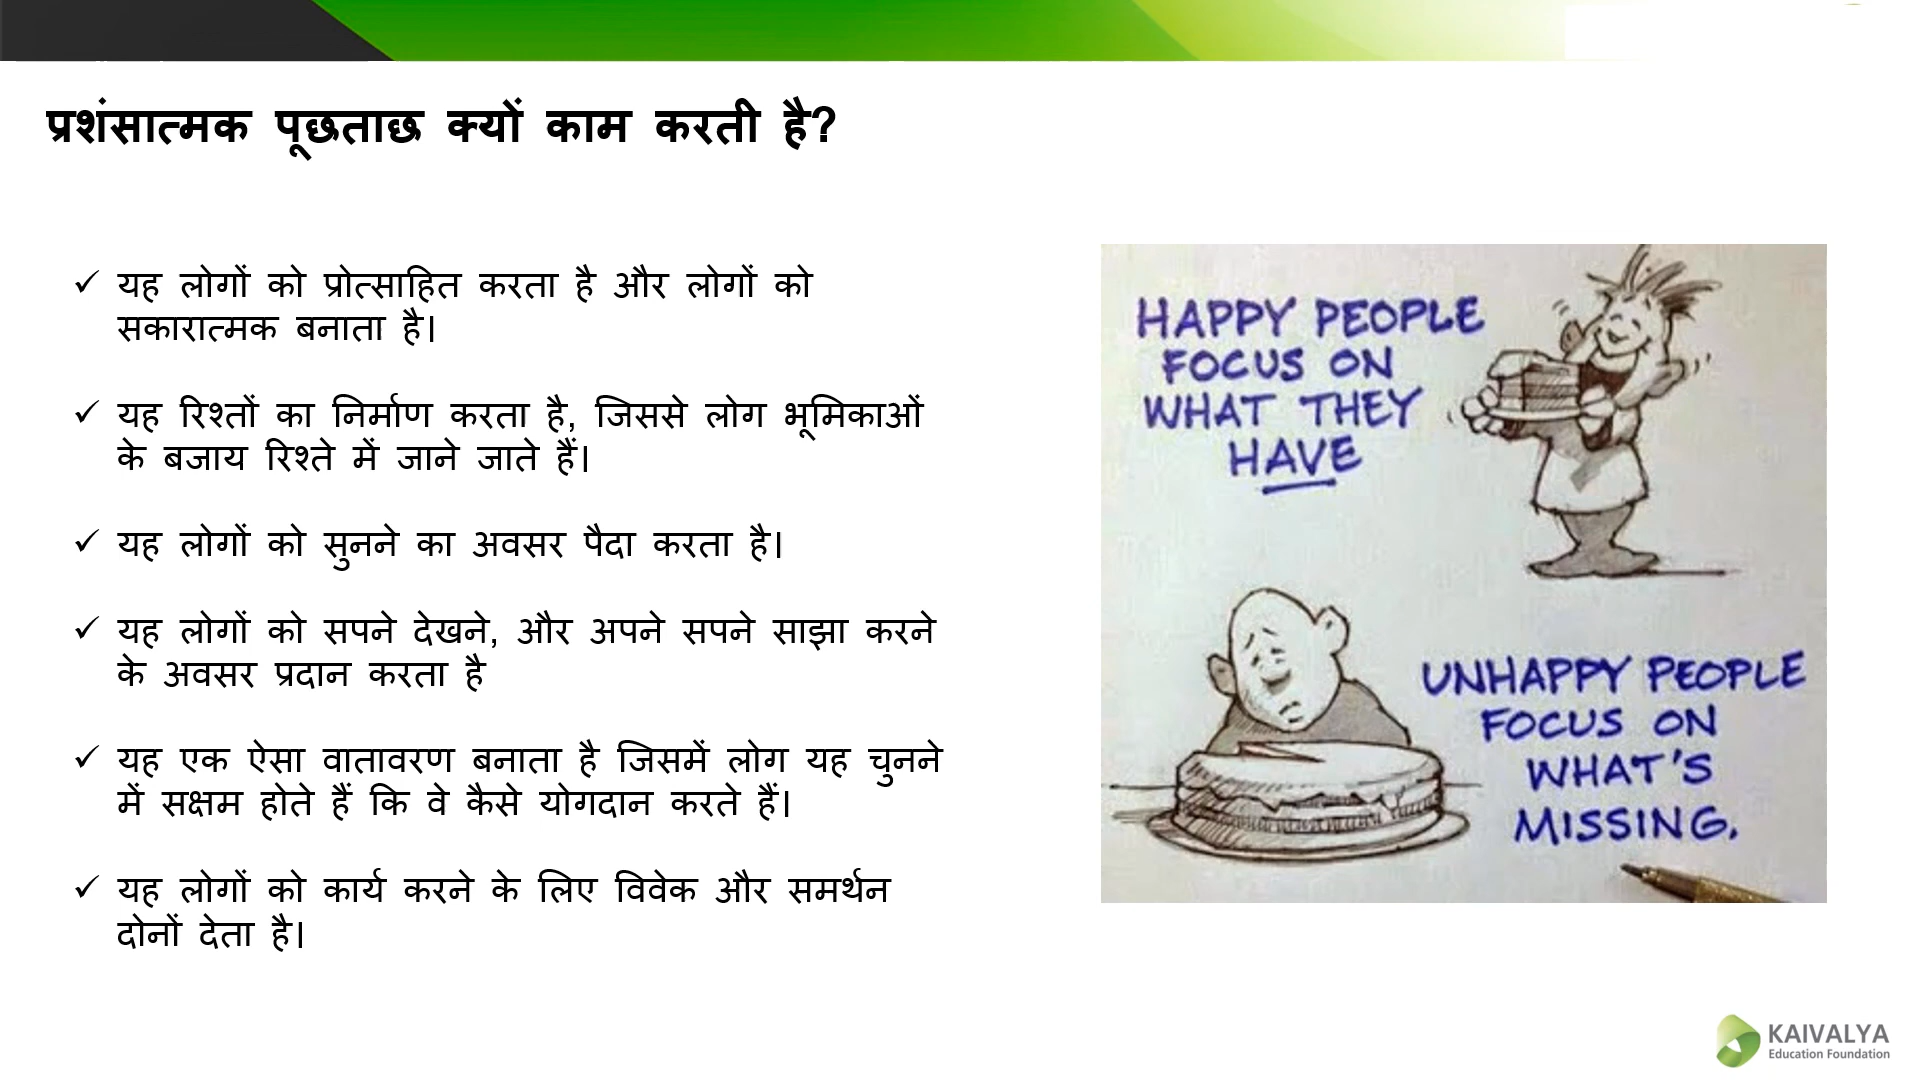 प्रशंसात्मक पूछताछ क्यों काम करती है?
✓ यह लोगों को प्रोत्साहित करता है और लोगों को
सकारात्मक बनाता है।
✓ यह रिश्तों का निर्माण करता है, जिससे लोग भूमिकाओं
के बजाय रिश्ते में जाने जाते हैं।
✓ यह लोगों को सुनने का अवसर पैदा करता है।
✓ यह लोगों को सपने देखने, और अपने सपने साझा करने
के अवसर प्रदान करता है
✓ यह एक ऐसा वातावरण बनाता है जिसमें लोग यह चुनने
में सक्षम होते हैं कि वे कैसे योगदान करते हैं।
✓ यह लोगों को कार्य करने के लिए विवेक और समर्थन
दोनों देता है।
HAPPY PEOPLE
FOCUS ON
WHAT THEY
HAVE
UNHAPPY PEOPLE
FOCUS ON
WHAT'S
MISSING.
KAIVALYA
Education Foundation